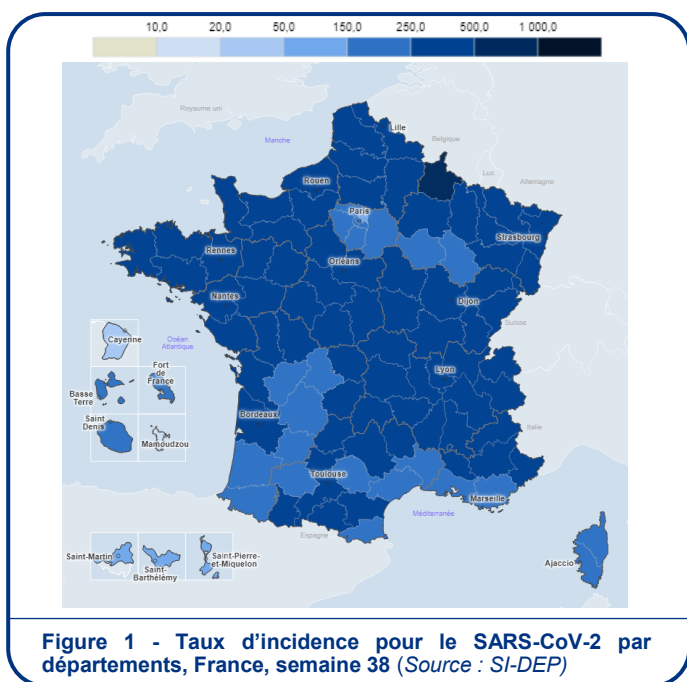 10,0 20,0 50,0 150,0 250,0 500,0 1 000,0
Royaume uni
Lille
Manche
Belgique
Lux.
Allemagne
Rouen
Paris
Strasbourg
Rennes
Orléans
Nantes
Dijon
Suisse
Cayenne
Océan
Atlantique
Fort
de
France
Lyon
Basse
Terre
Bordeaux
Saint
Denis
Mamoudzou
Italie
Toulouse
Marseille
Méditerranée
Espagne
Saint-Martin
Saint-
Barthélémy
Saint-Pierre-
et-Miquelon
Ajaccio
Figure 1 - Taux d’incidence pour le SARS-CoV-2 par
départements, France, semaine 38 (Source : SI-DEP)